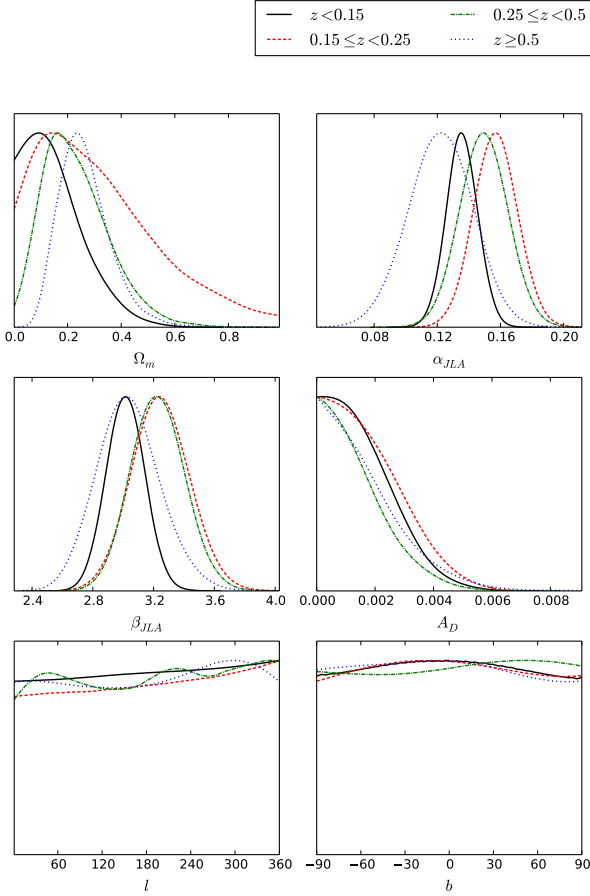 z < 0.15 0.25 ≤ z < 0.5
0.15 ≤ z < 0.25 z ≥ 0.5
0.0 0.2 0.4 0.6 0.8
Ω_m
0.08 0.12 0.16 0.20
α_JLA
2.4 2.8 3.2 3.6 4.0
β_JLA
0.000 0.002 0.004 0.006 0.008
A_D
60 120 180 240 300 360
l
−90 −60 −30 0 30 60 90
b